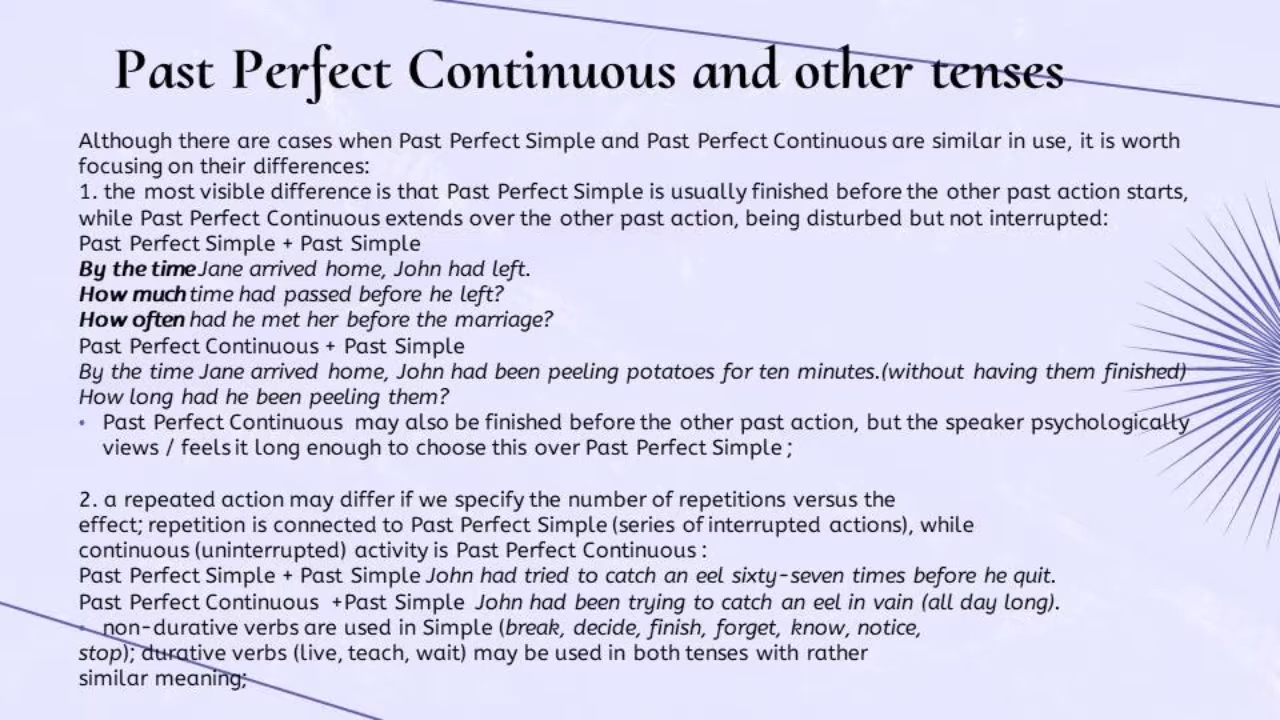 Past Perfect Continuous and other tenses
Although there are cases when Past Perfect Simple and Past Perfect Continuous are similar in use, it is worth
focusing on their differences:
1. the most visible difference is that Past Perfect Simple is usually finished before the other past action starts,
while Past Perfect Continuous extends over the other past action, being disturbed but not interrupted:
Past Perfect Simple + Past Simple
By the time Jane arrived home, John had left.
How much time had passed before he left?
How often had he met her before the marriage?
Past Perfect Continuous + Past Simple
By the time Jane arrived home, John had been peeling potatoes for ten minutes.(without having them finished)
How long had he been peeling them?
• Past Perfect Continuous may also be finished before the other past action, but the speaker psychologically
views / feels it long enough to choose this over Past Perfect Simple ;
2. a repeated action may differ if we specify the number of repetitions versus the
effect; repetition is connected to Past Perfect Simple (series of interrupted actions), while
continuous (uninterrupted) activity is Past Perfect Continuous :
Past Perfect Simple + Past Simple John had tried to catch an eel sixty-seven times before he quit.
Past Perfect Continuous +Past Simple John had been trying to catch an eel in vain (all day long).
• non-durative verbs are used in Simple (break, decide, finish, forget, know, notice,
stop); durative verbs (live, teach, wait) may be used in both tenses with rather
similar meaning;